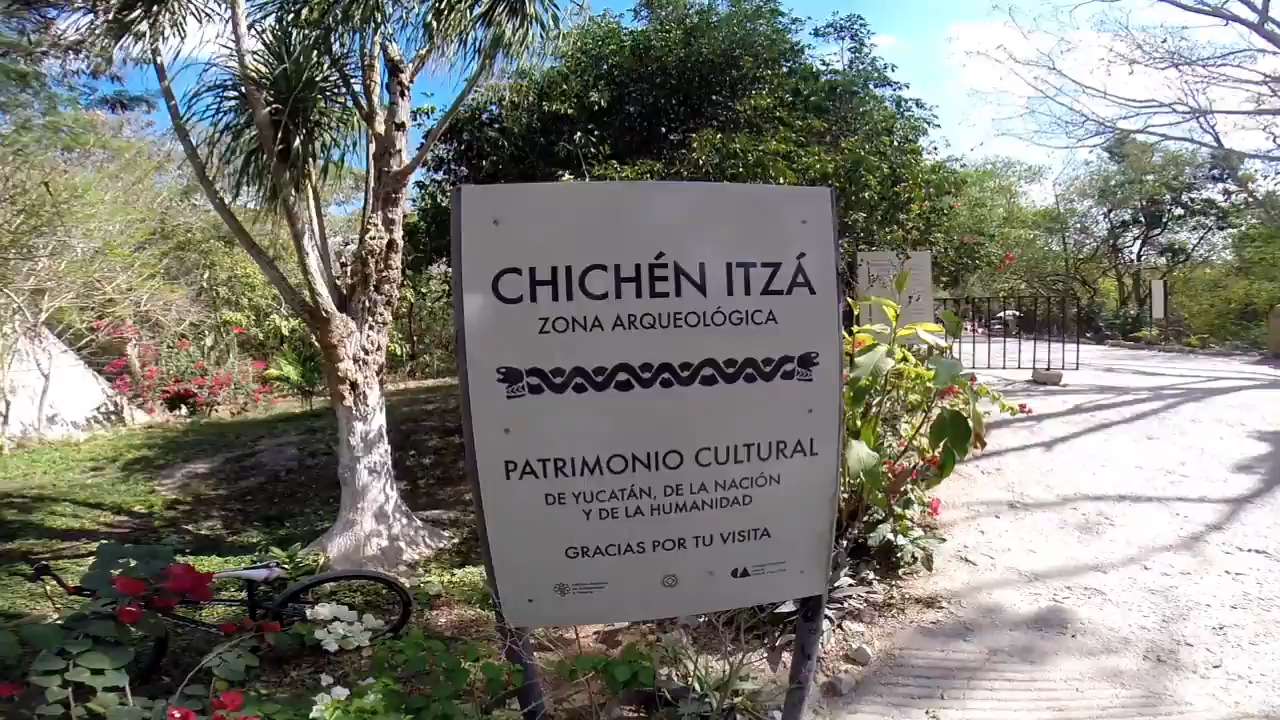 CHICHÉN ITZÁ
ZONA ARQUEOLÓGICA
PATRIMONIO CULTURAL
DE YUCATÁN, DE LA NACIÓN
Y DE LA HUMANIDAD
GRACIAS POR TU VISITA